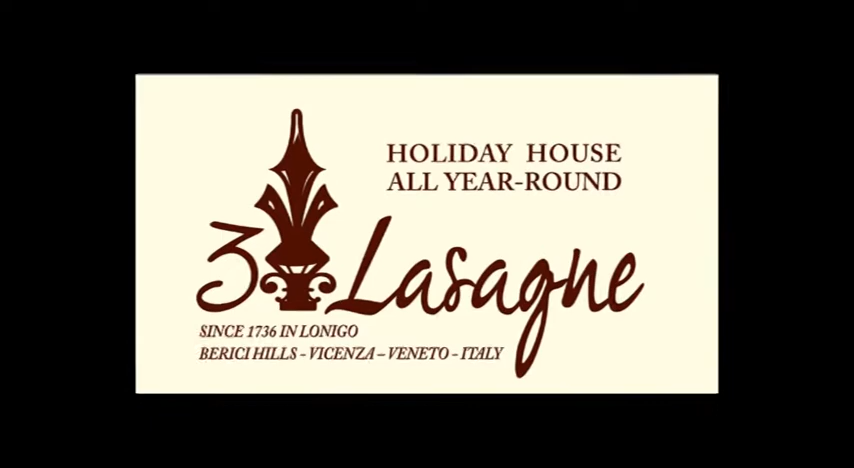 HOLIDAY HOUSE
ALL YEAR-ROUND
3 Lasagne
SINCE 1736 IN LONIGO
BERICI HILLS - VICENZA – VENETO - ITALY